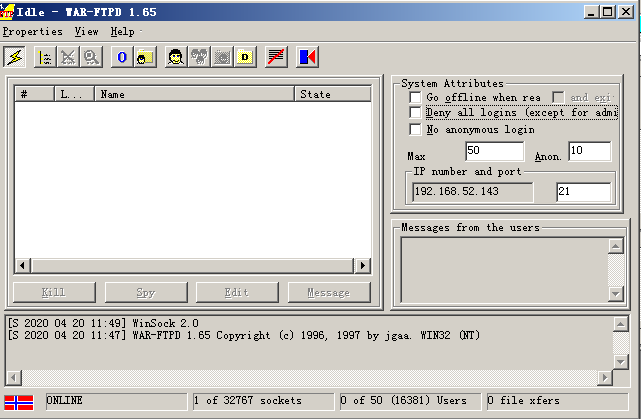 Idle - WAR-FTPD 1.65
Properties View Help
0 D
# L... Name State
System Attributes
Go offline when rea and exi
Deny all logins (except for admi
No anonymous login
Max 50 Anon. 10
IP number and port
192.168.52.143 21
Messages from the users
Kill Spy Edit Message
[S 2020 04 20 11:49] WinSock 2.0
[S 2020 04 20 11:47] WAR-FTPD 1.65 Copyright (c) 1996, 1997 by jgaa. WIN32 (NT)
ONLINE 1 of 32767 sockets 0 of 50 (16381) Users 0 file xfers